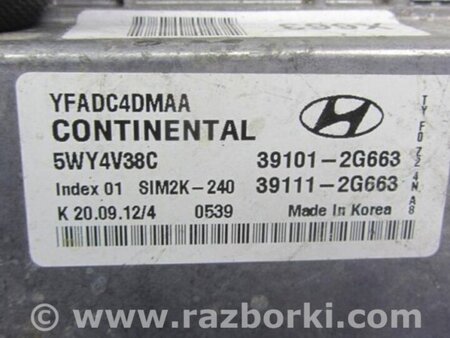 X663
YFADC4DMAA
CONTINENTAL
5WY4V38C 39101-2G663
Index 01 SIM2K-240 39111-2G663
K 20.09.12/4 0539 Made In Korea
www.razborki.com